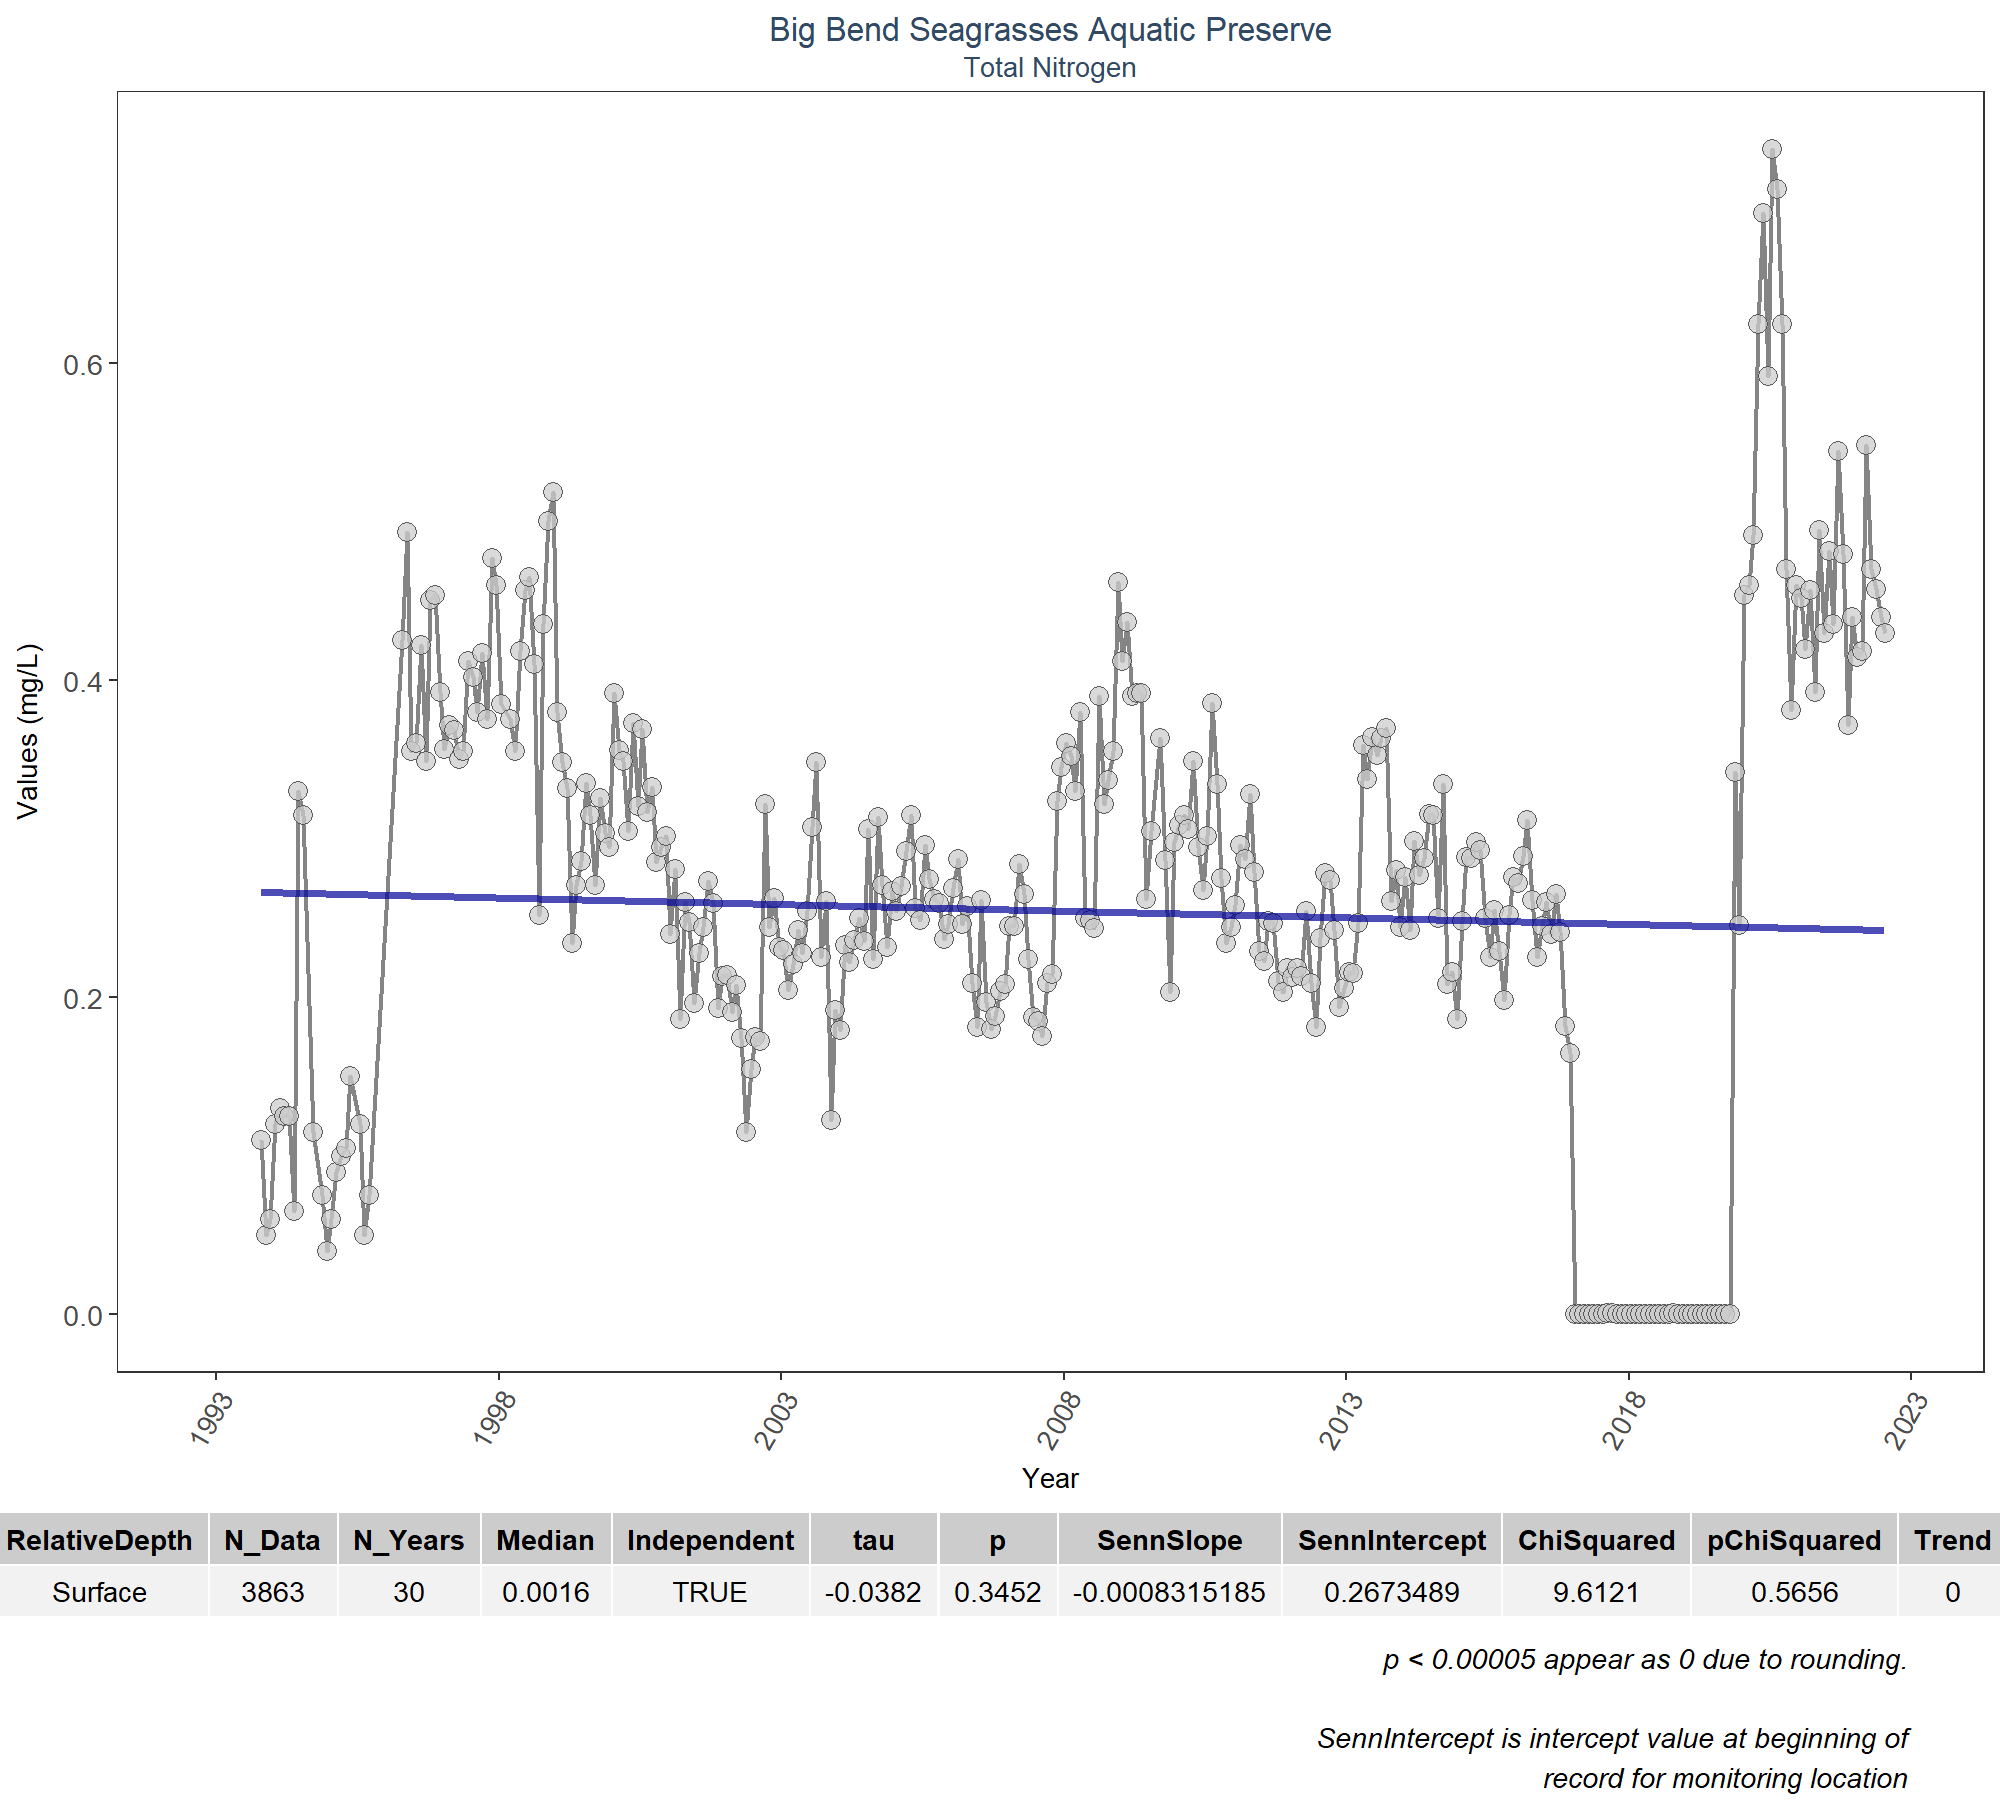 Big Bend Seagrasses Aquatic Preserve
Total Nitrogen
Values (mg/L)
0.6
0.4
0.2
0.0
1993 1998 2003 2008 2013 2018 2023
Year
RelativeDepth N_Data N_Years Median Independent tau p SennSlope SennIntercept ChiSquared pChiSquared Trend
Surface 3863 30 0.0016 TRUE -0.0382 0.3452 -0.0008315185 0.2673489 9.6121 0.5656 0
p < 0.00005 appear as 0 due to rounding.
SennIntercept is intercept value at beginning of
record for monitoring location